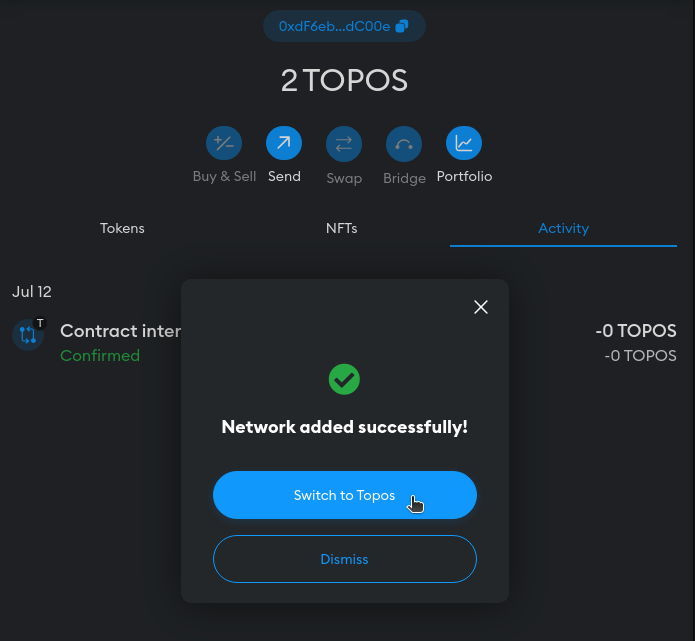 0xdF6eb...dC00e
2 TOPOS
Buy & Sell
Send
Swap
Bridge
Portfolio
Tokens
NFTs
Activity
Jul 12
T
Contract inter
-0 TOPOS
Confirmed
-0 TOPOS
Network added successfully!
Switch to Topos
Dismiss